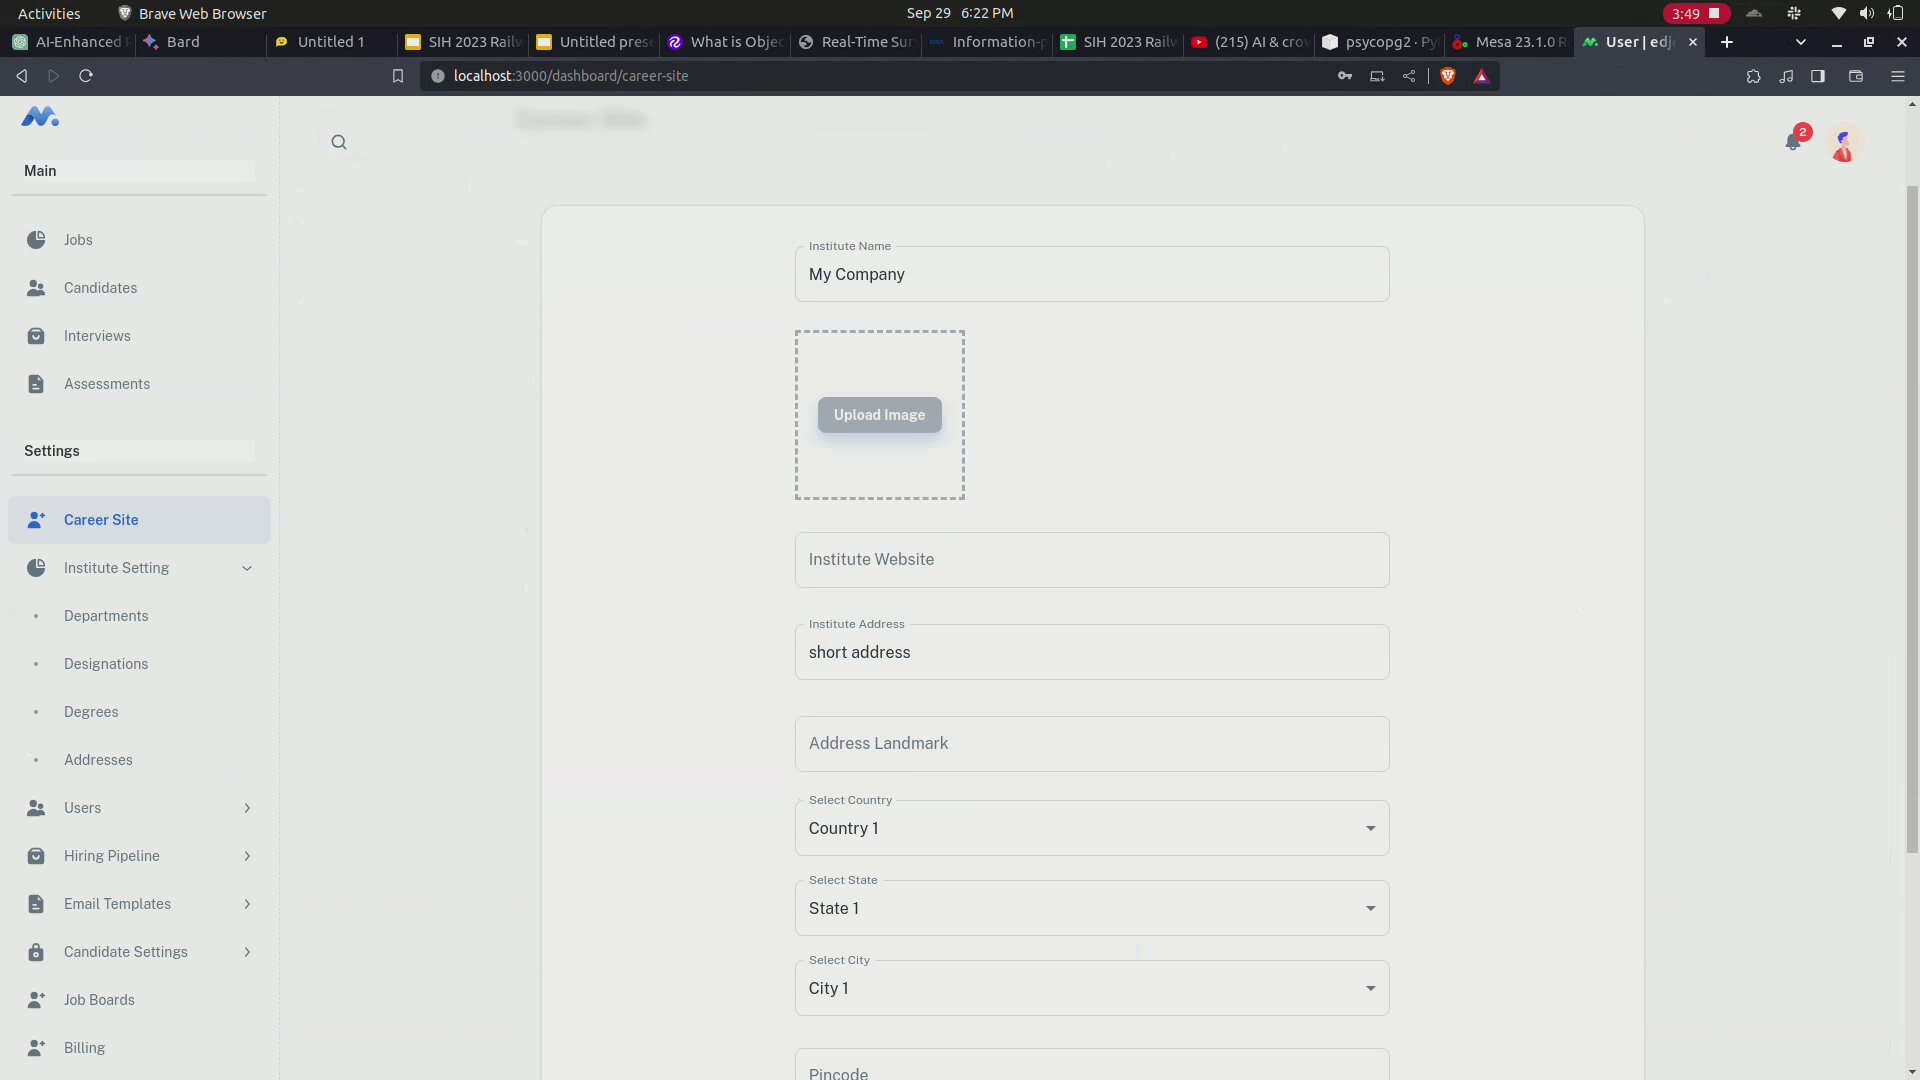 Activities
Brave Web Browser
Sep 29 6:22 PM
3:49
AI-Enhanced
Bard
Untitled 1
SIH 2023 Railw
Untitled prese
What is Objec
Real-Time Sur
Information-p
SIH 2023 Railw
(215) AI & crow
psycopg2 · Py
Mesa 23.1.0 R
User | edjo
localhost:3000/dashboard/career-site
Career Site
2
Main
Jobs
Candidates
Interviews
Assessments
Settings
Career Site
Institute Setting
Departments
Designations
Degrees
Addresses
Users
Hiring Pipeline
Email Templates
Candidate Settings
Job Boards
Billing
Institute Name
My Company
Upload Image
Institute Website
Institute Address
short address
Address Landmark
Select Country
Country 1
Select State
State 1
Select City
City 1
Pincode